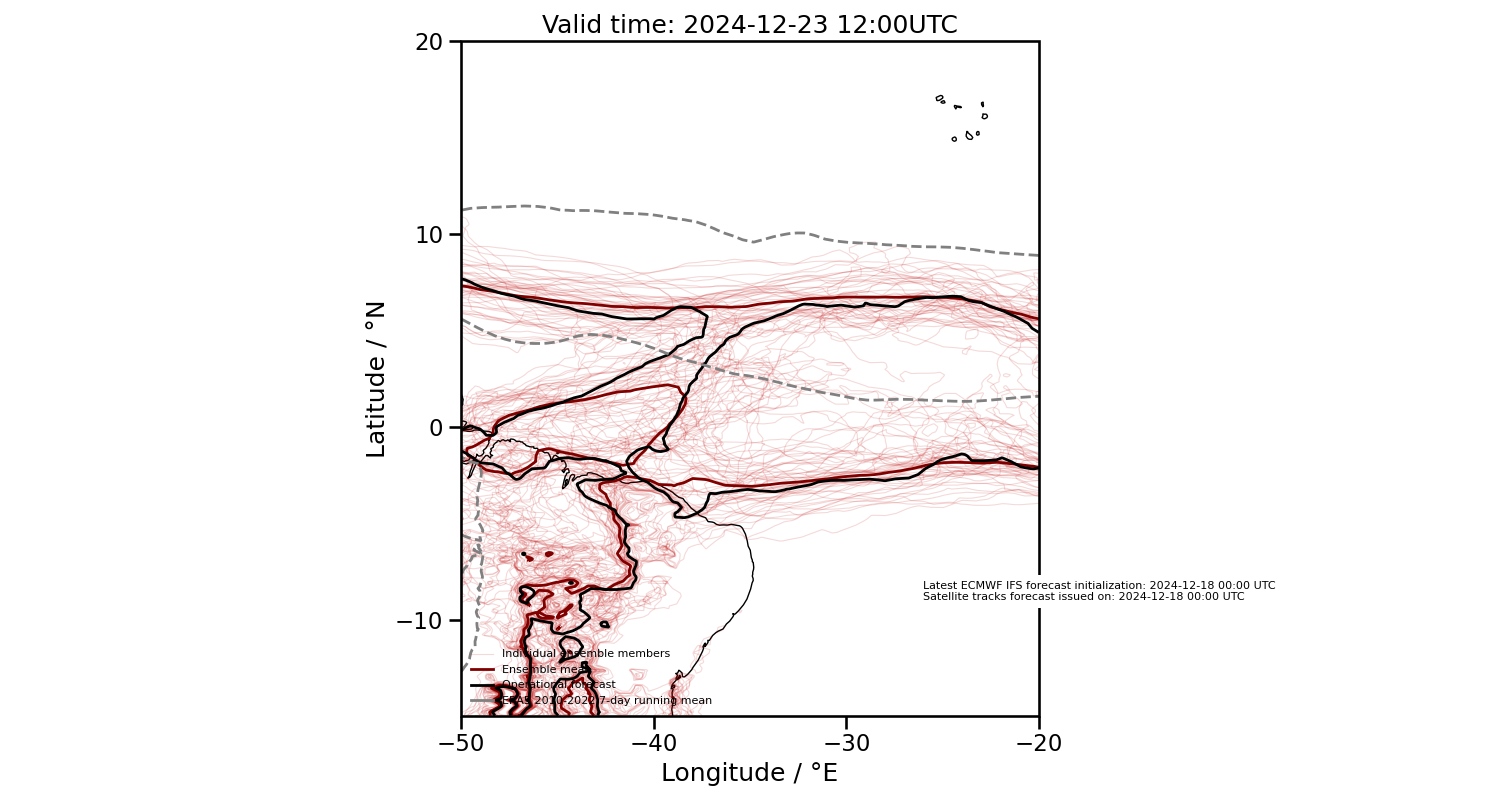 Valid time: 2024-12-23 12:00UTC
20
10
0
−10
Latitude / °N
Latest ECMWF IFS forecast initialization: 2024-12-18 00:00 UTC
Satellite tracks forecast issued on: 2024-12-18 00:00 UTC
Individual ensemble members
Ensemble mean
Operational forecast
ERA5 2010-2022 7-day running mean
−50
−40
−30
−20
Longitude / °E